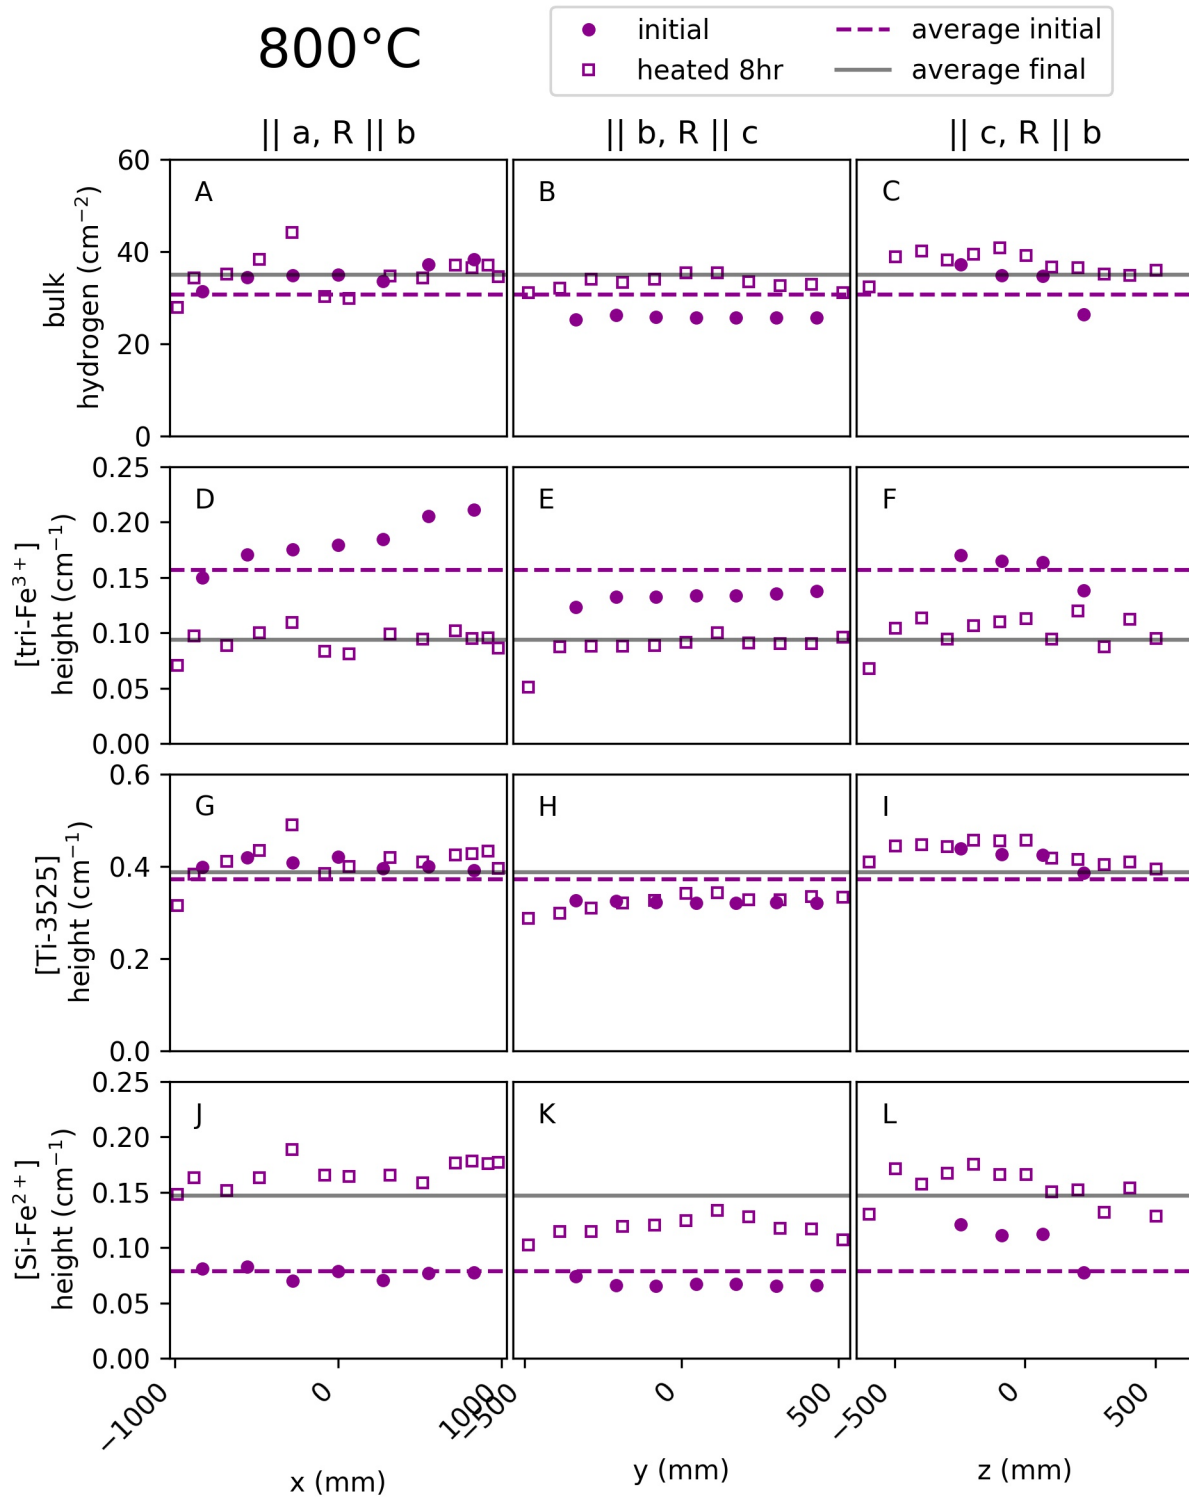 800°C
initial
heated 8hr
average initial
average final
|| a, R || b
|| b, R || c
|| c, R || b
bulk
hydrogen (cm⁻²)
60
40
20
0
A
B
C
[tri-Fe³⁺]
height (cm⁻¹)
0.25
0.20
0.15
0.10
0.05
0.00
D
E
F
[Ti-3525]
height (cm⁻¹)
0.6
0.4
0.2
0.0
G
H
I
[Si-Fe²⁺]
height (cm⁻¹)
0.25
0.20
0.15
0.10
0.05
0.00
J
K
L
−1000
0
1000
−500
0
500
−500
0
500
x (mm)
y (mm)
z (mm)